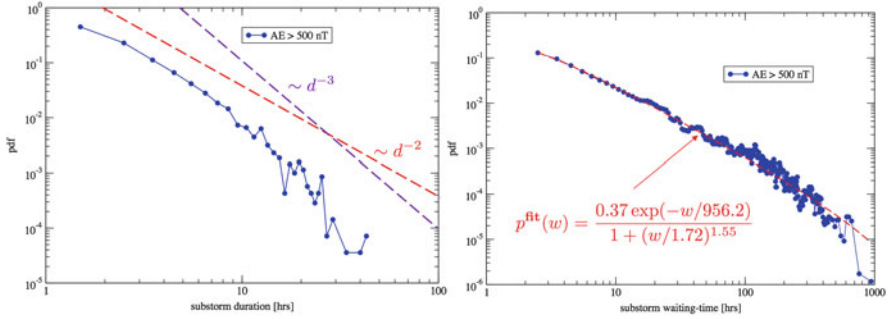 10^0
10^-1
10^-2
10^-3
10^-4
10^-5
pdf
AE > 500 nT
~ d^-3
~ d^-2
1
10
100
substorm duration [hrs]
10^0
10^-1
10^-2
10^-3
10^-4
10^-5
10^-6
pdf
AE > 500 nT
p^fit(w) = 0.37 exp(−w/956.2) / 1 + (w/1.72)^1.55
1
10
100
1000
substorm waiting-time [hrs]